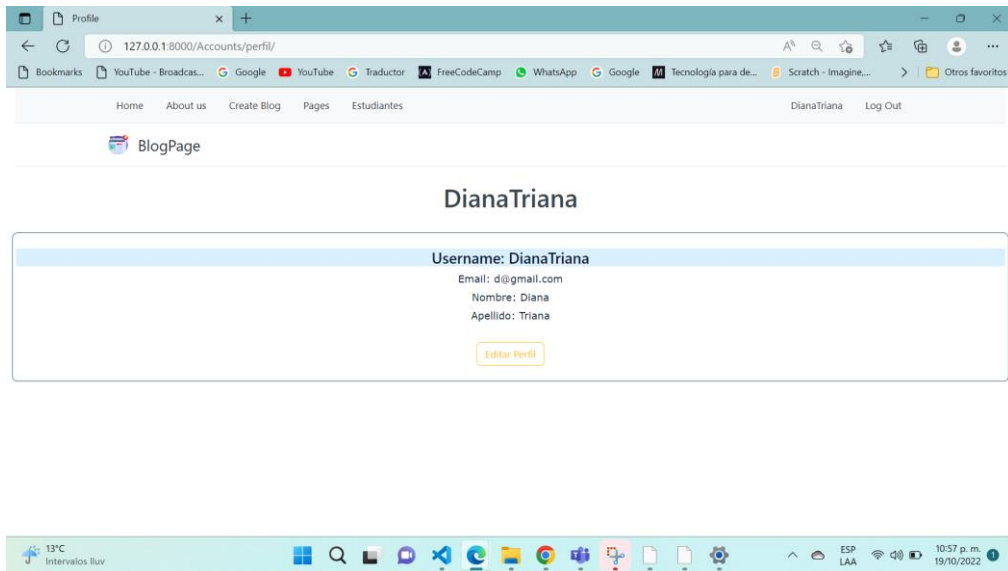 Profile
127.0.0.1:8000/Accounts/perfil/
Bookmarks YouTube - Broadcas... Google YouTube Traductor FreeCodeCamp WhatsApp Google Tecnología para de... Scratch - Imagine,... Otros favoritos
Home About us Create Blog Pages Estudiantes DianaTriana Log Out
BlogPage
DianaTriana
Username: DianaTriana
Email: d@gmail.com
Nombre: Diana
Apellido: Triana
Editar Perfil
13°C ESP 10:57 p. m.
Intervalos lluv LAA 19/10/2022 1